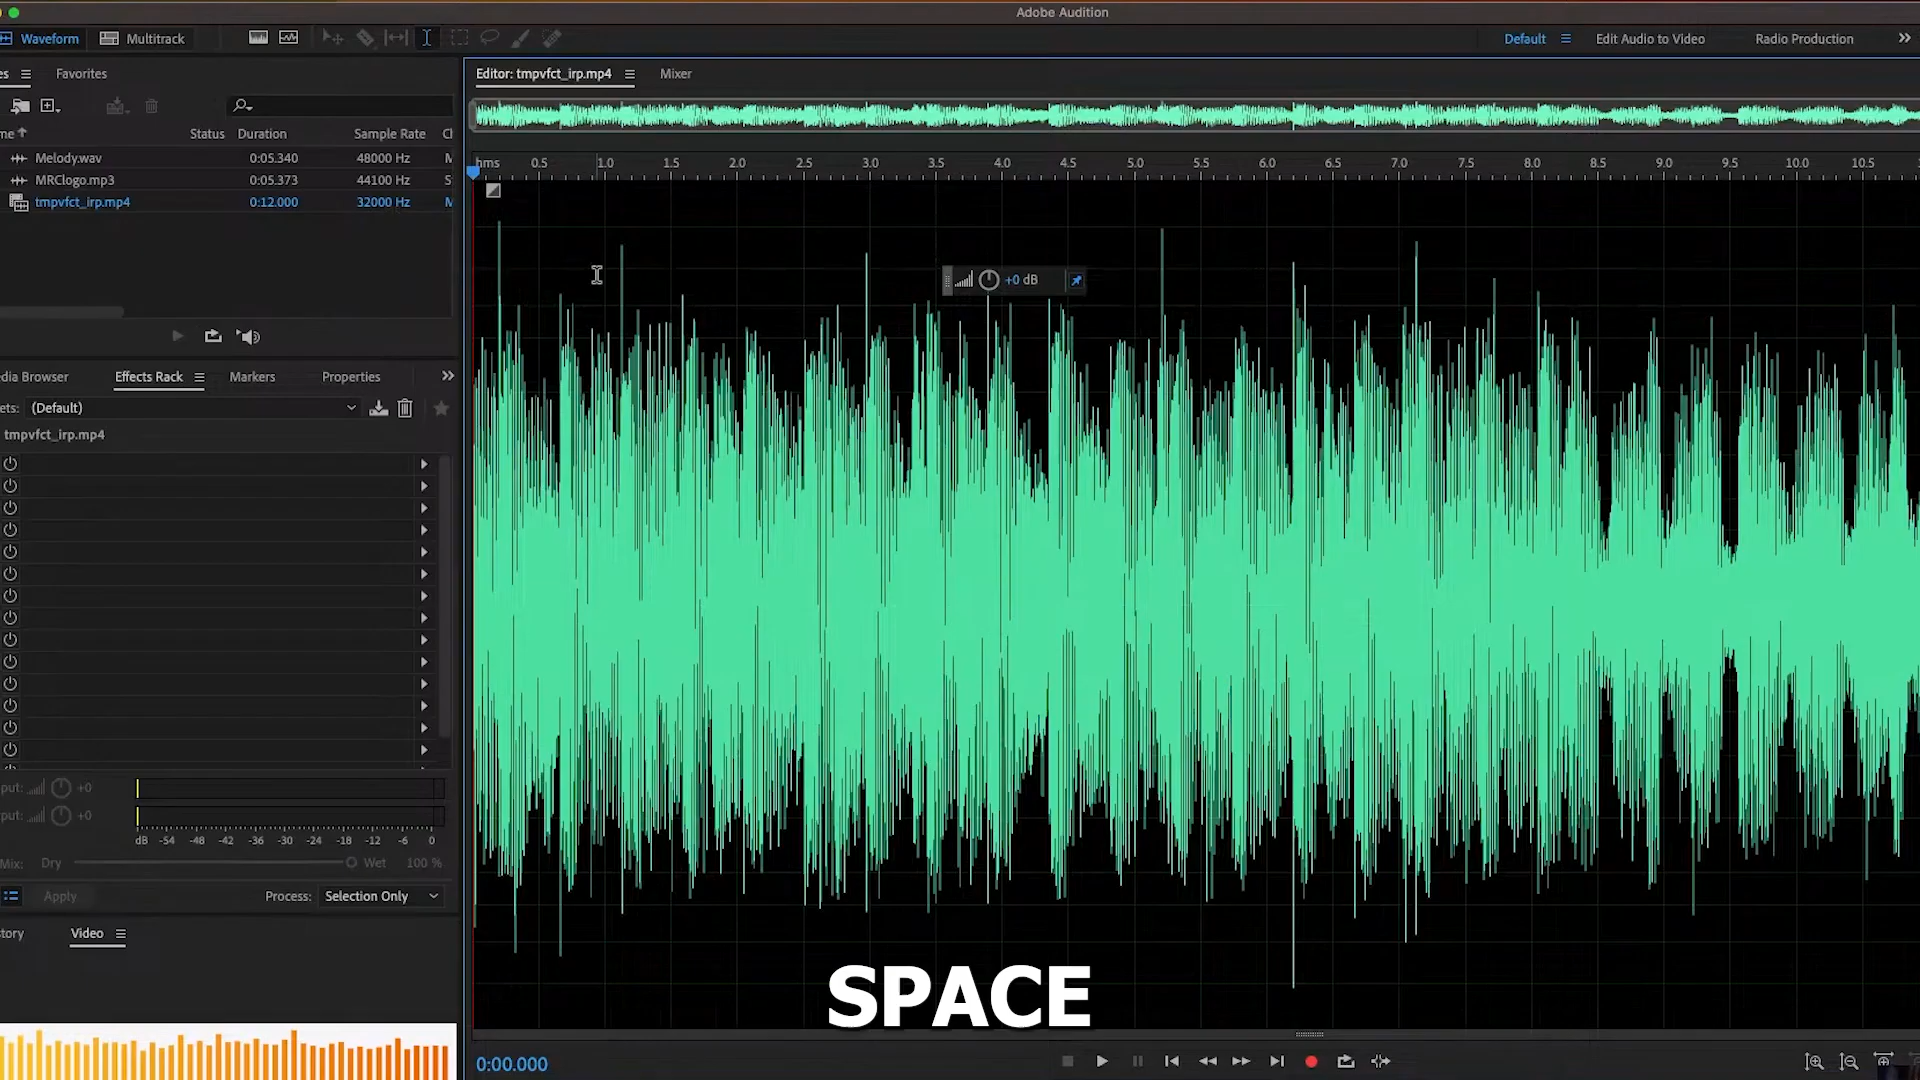 Adobe Audition
Waveform
Multitrack
Default
Edit Audio to Video
Radio Production
es
Favorites
Editor: tmpvfct_irp.mp4
Mixer
me
Status
Duration
Sample Rate
Ch
Melody.wav 0:05.340 48000 Hz M
MRClogo.mp3 0:05.373 44100 Hz S
tmpvfct_irp.mp4 0:12.000 32000 Hz M
hms 0.5 1.0 1.5 2.0 2.5 3.0 3.5 4.0 4.5 5.0 5.5 6.0 6.5 7.0 7.5 8.0 8.5 9.0 9.5 10.0 10.5
+0 dB
edia Browser
Effects Rack
Markers
Properties
ets: (Default)
tmpvfct_irp.mp4
put: +0
put: +0
dB -54 -48 -42 -36 -30 -24 -18 -12 -6 0
Mix: Dry Wet 100 %
Apply
Process: Selection Only
story
Video
SPACE
0:00.000